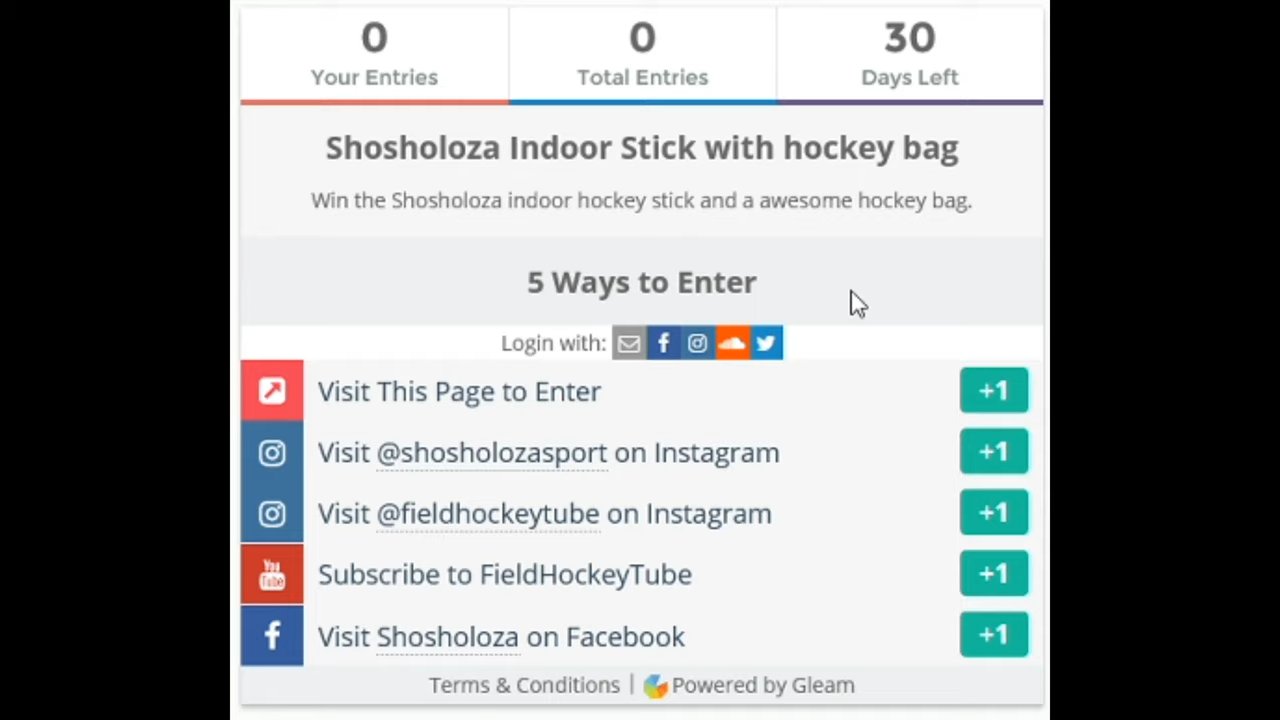 0 0 30
Your Entries Total Entries Days Left
Shosholoza Indoor Stick with hockey bag
Win the Shosholoza indoor hockey stick and a awesome hockey bag.
5 Ways to Enter
Login with:
Visit This Page to Enter +1
Visit @shosholozasport on Instagram +1
Visit @fieldhockeytube on Instagram +1
You Tube Subscribe to FieldHockeyTube +1
Visit Shosholoza on Facebook +1
Terms & Conditions | Powered by Gleam